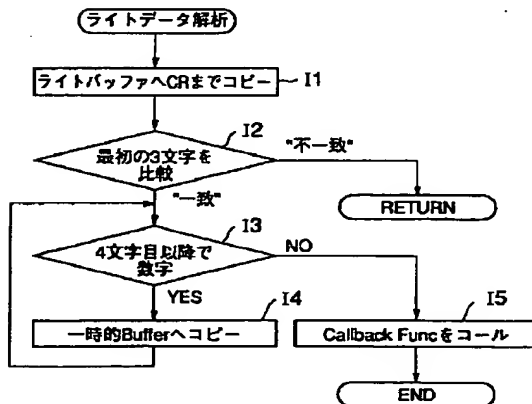 ライトデータ解析
ライトバッファへCRまでコピー
I1
I2
最初の3文字を
比較
"不一致"
"一致"
RETURN
I3
4文字目以降で
数字
NO
YES
I4
I5
一時的Bufferへコピー
Callback Funcをコール
END